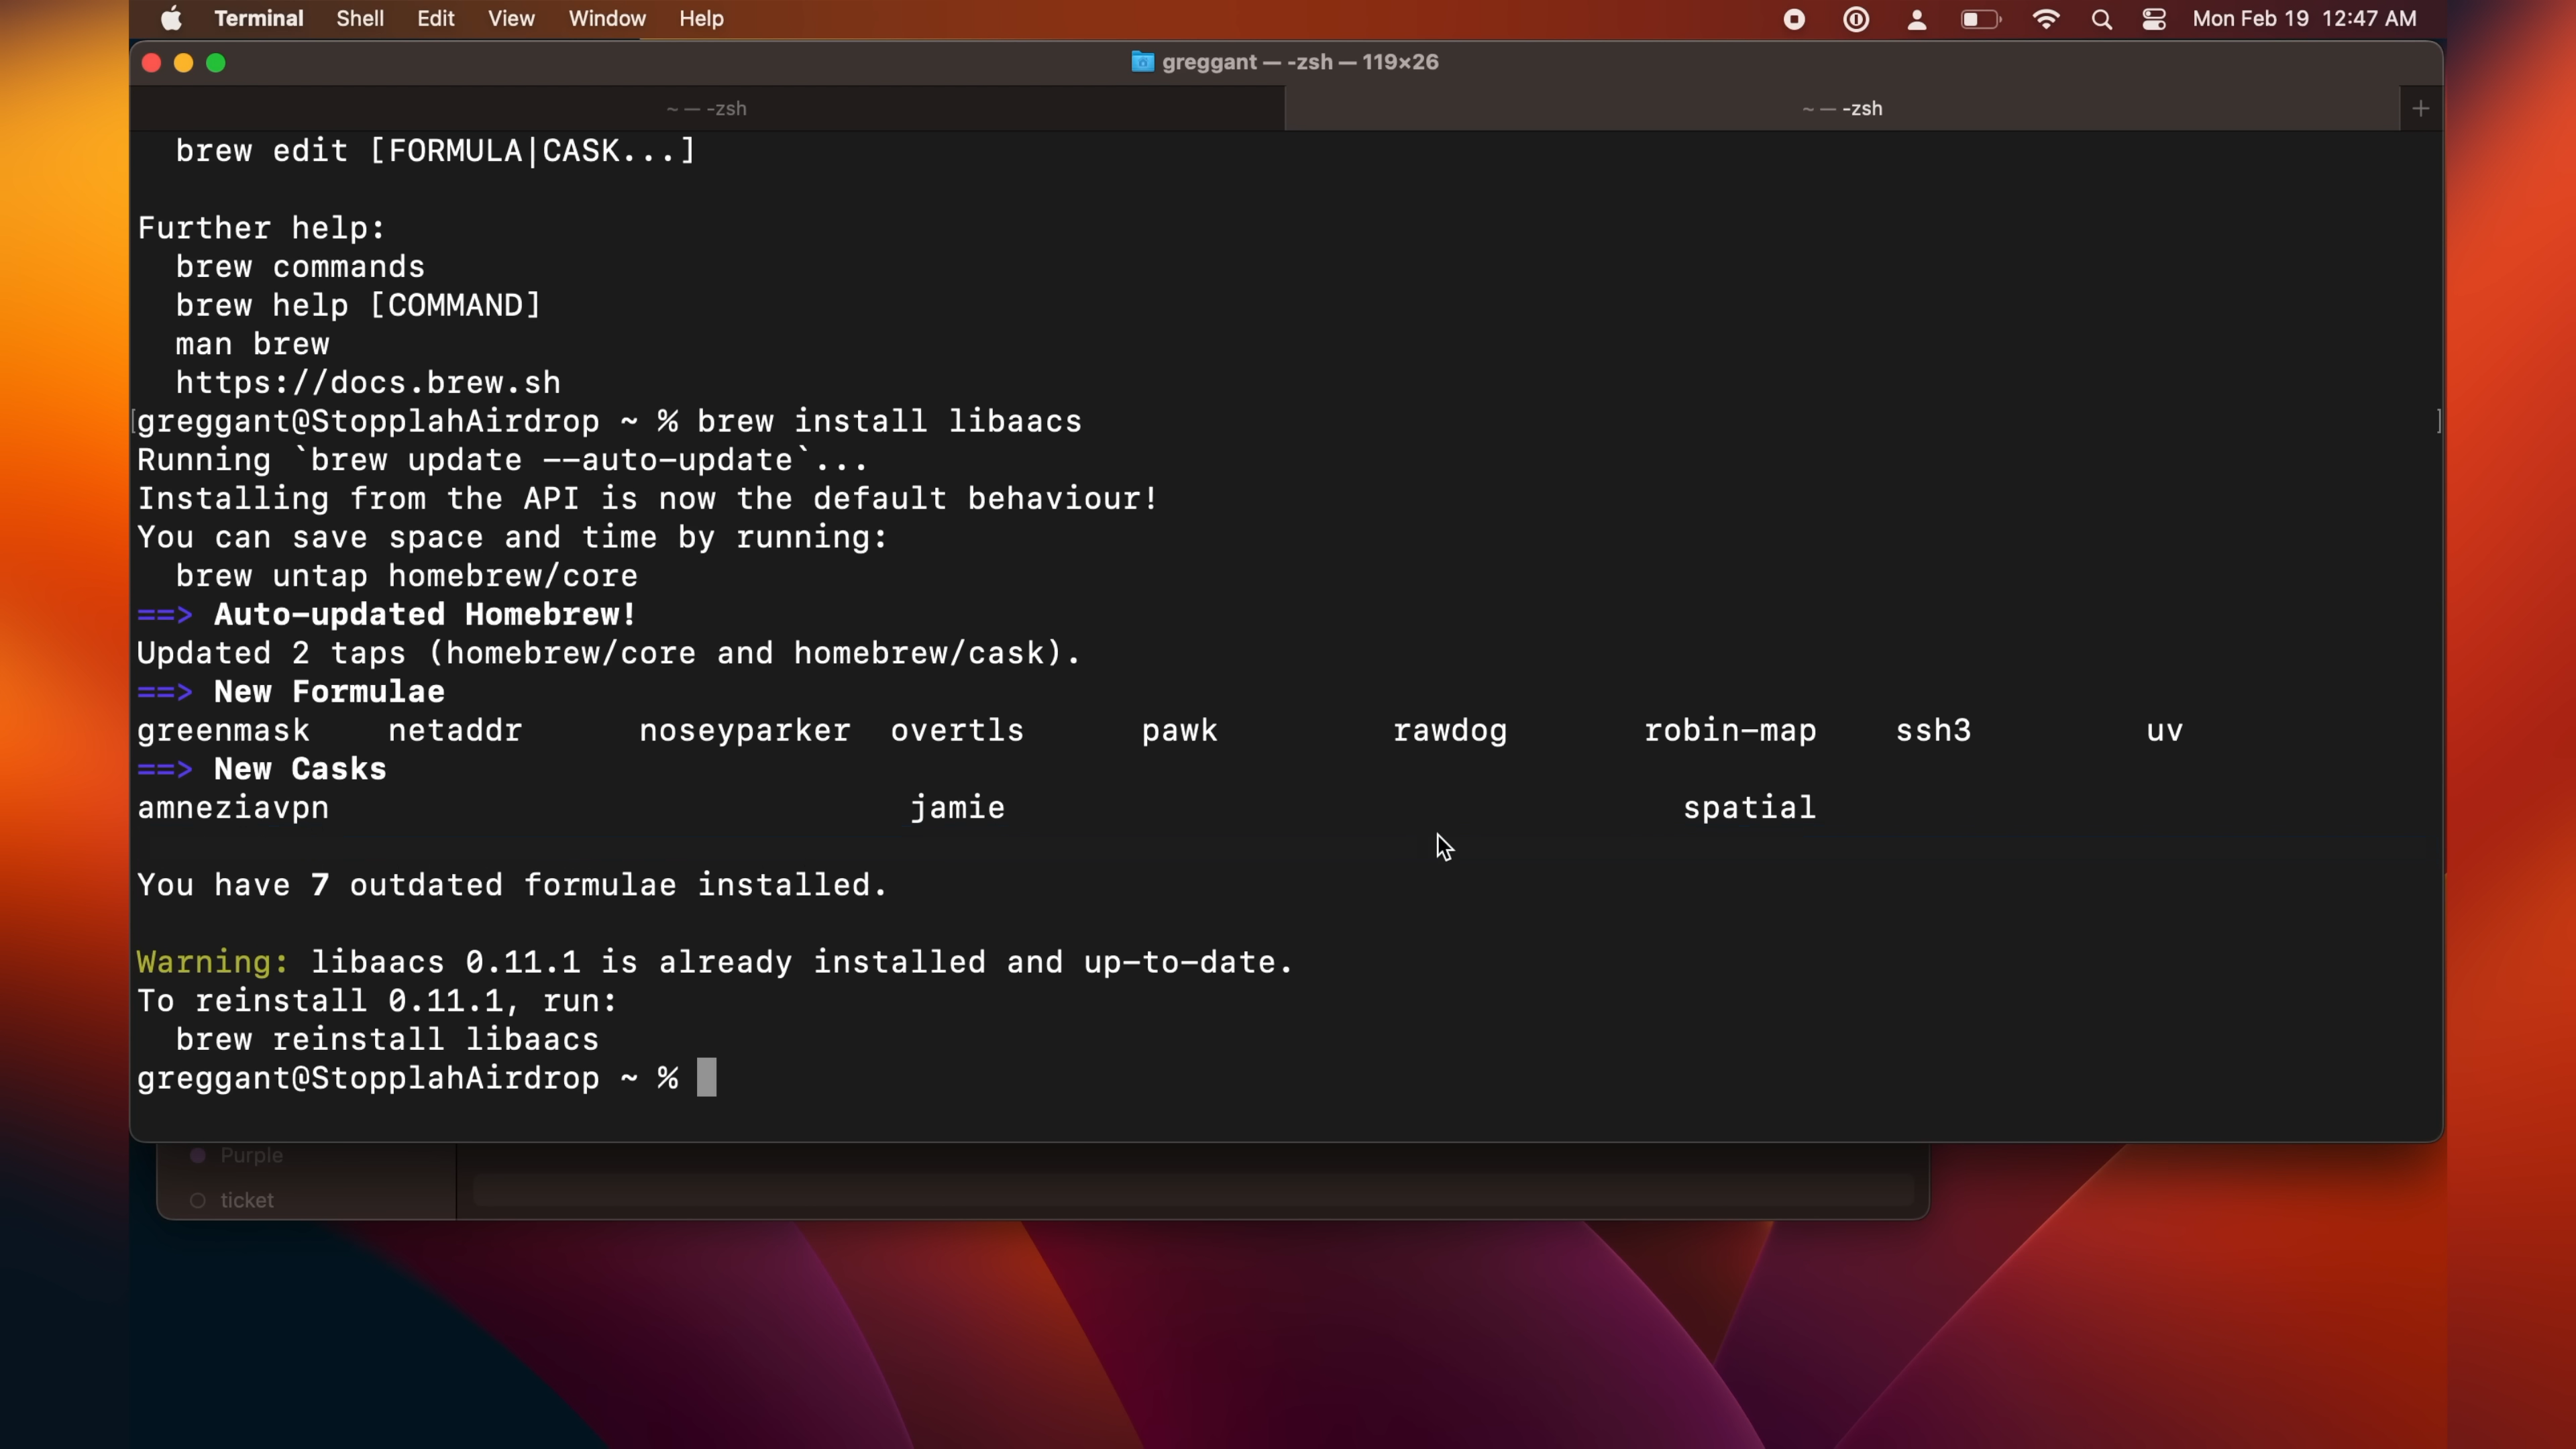 Terminal Shell Edit View Window Help Mon Feb 19 12:47 AM
greggant — -zsh — 119×26
~ — -zsh ~ — -zsh +
brew edit [FORMULA|CASK...]
Further help:
brew commands
brew help [COMMAND]
man brew
https://docs.brew.sh
[greggant@StopplahAirdrop ~ % brew install libaacs ]
Running `brew update --auto-update`...
Installing from the API is now the default behaviour!
You can save space and time by running:
brew untap homebrew/core
==> Auto-updated Homebrew!
Updated 2 taps (homebrew/core and homebrew/cask).
==> New Formulae
greenmask netaddr noseyparker overtls pawk rawdog robin-map ssh3 uv
==> New Casks
amneziavpn jamie spatial
You have 7 outdated formulae installed.
Warning: libaacs 0.11.1 is already installed and up-to-date.
To reinstall 0.11.1, run:
brew reinstall libaacs
greggant@StopplahAirdrop ~ %
Purple
ticket